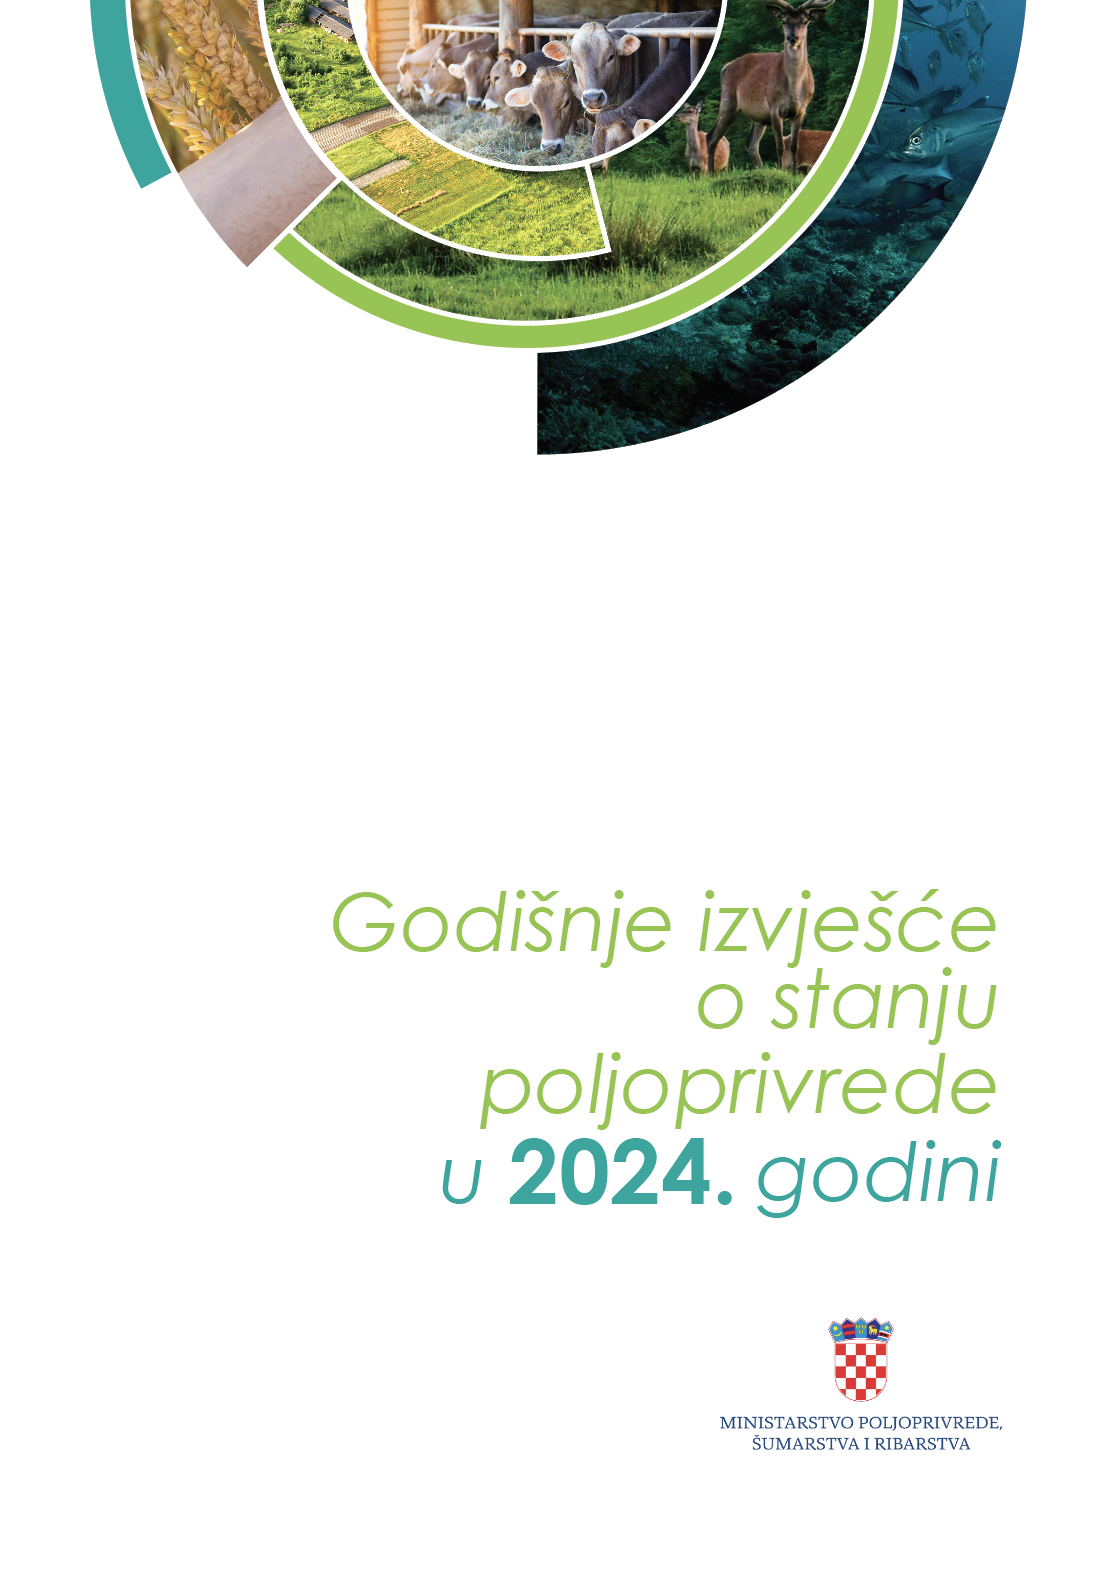 Godišnje izvješće
o stanju
poljoprivrede
u 2024. godini
MINISTARSTVO POLJOPRIVREDE,
ŠUMARSTVA I RIBARSTVA